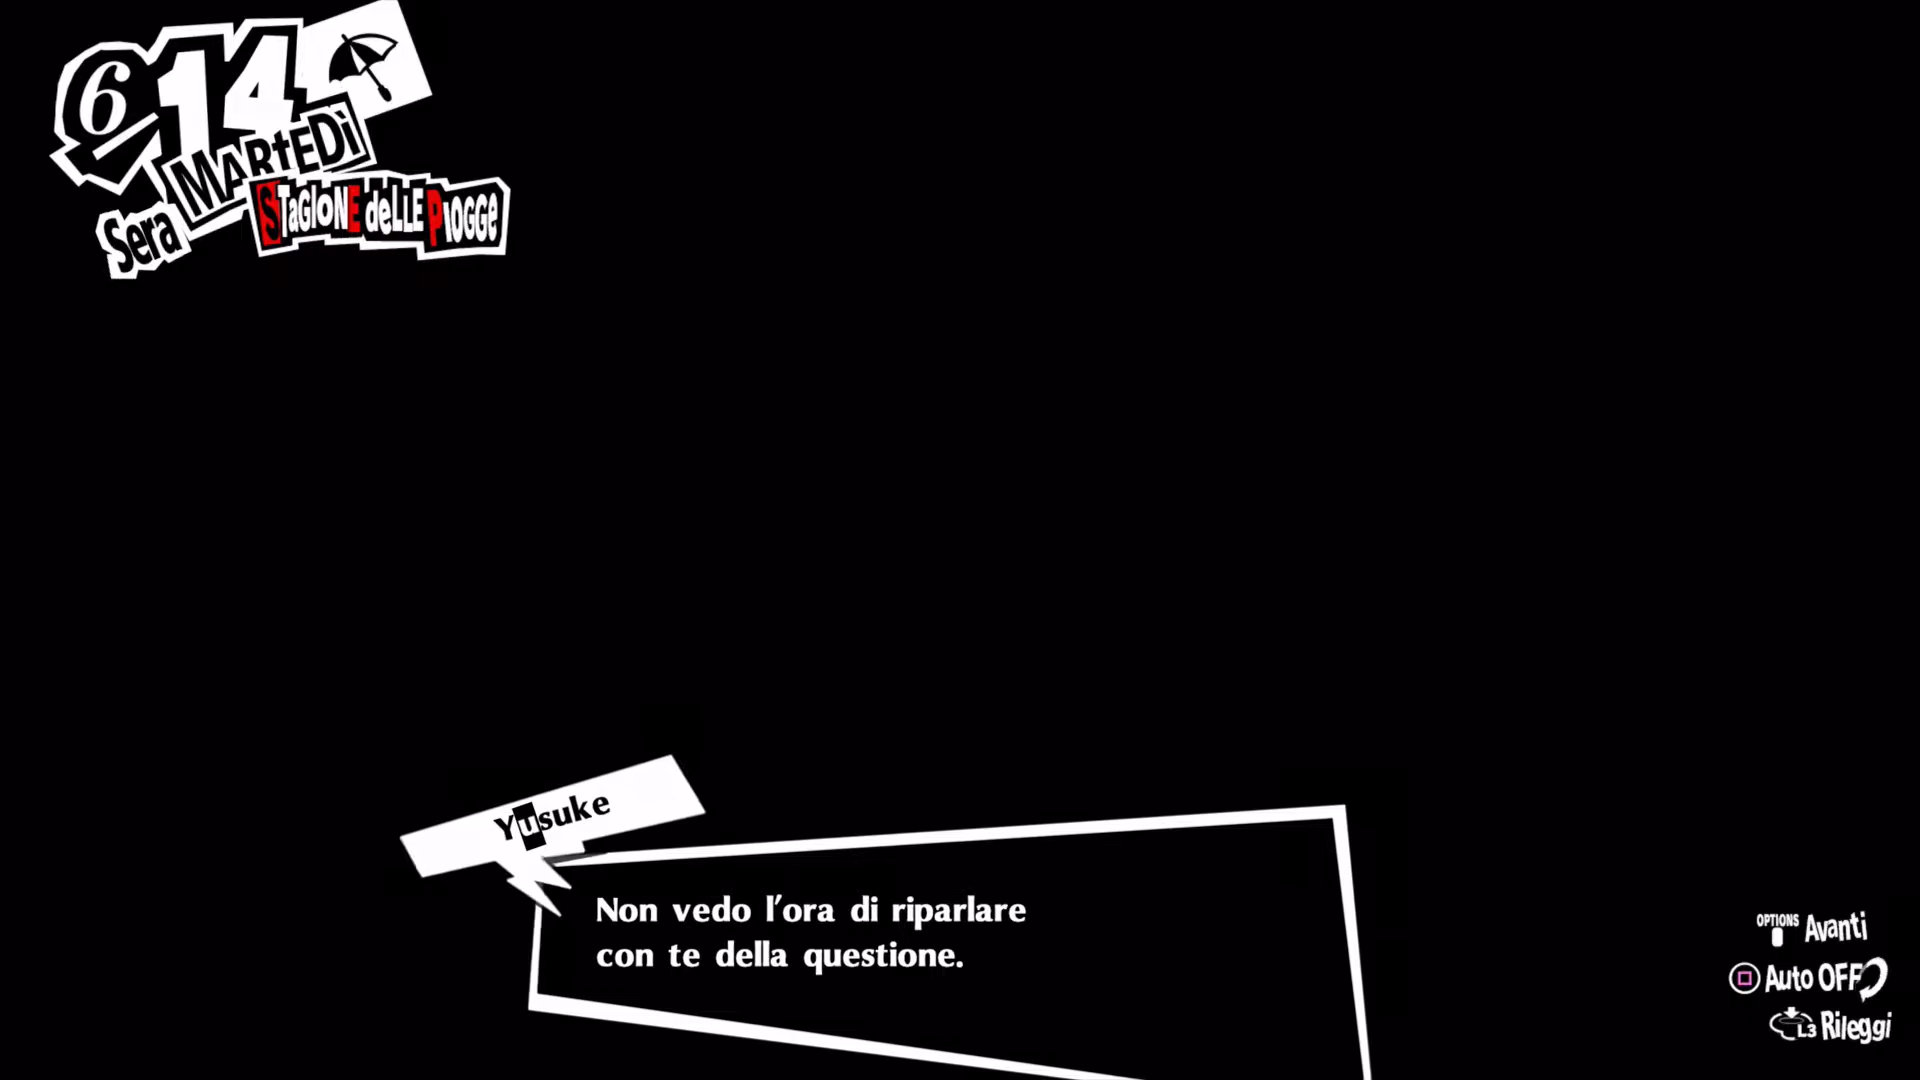 6/14
MARtEDÌ
Sera
STaGIoNE deLLE PIOGGe
Yusuke
Non vedo l'ora di riparlare
con te della questione.
OPTIONS Avanti
Auto OFF
L3 Rileggi